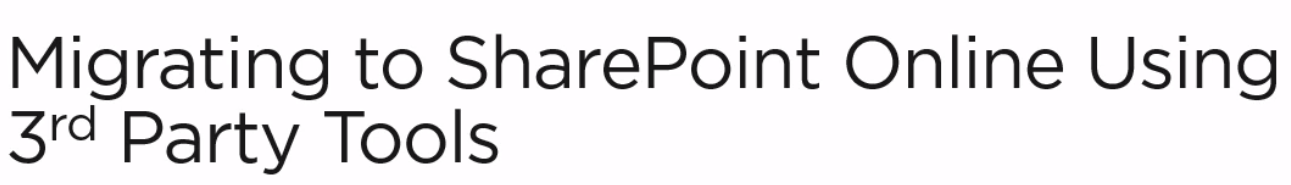 Migrating to SharePoint Online Using
3rd Party Tools